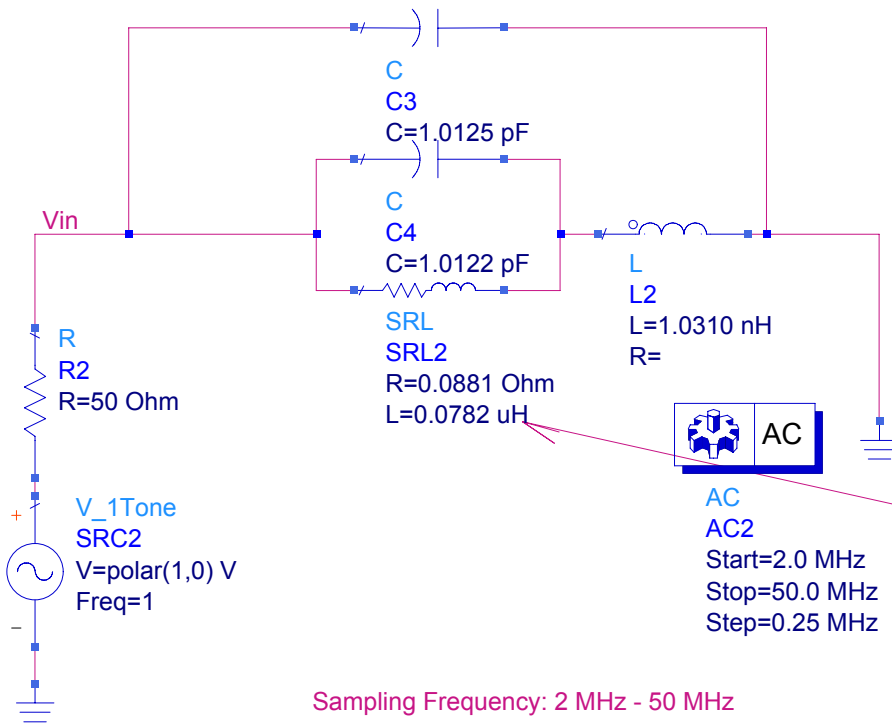 C
C3
C=1.0125 pF
C
C4
C=1.0122 pF
Vin
L
L2
L=1.0310 nH
R=
SRL
SRL2
R=0.0881 Ohm
L=0.0782 uH
R
R2
R=50 Ohm
AC
AC
AC2
Start=2.0 MHz
Stop=50.0 MHz
Step=0.25 MHz
+
V_1Tone
SRC2
V=polar(1,0) V
Freq=1
−
Sampling Frequency: 2 MHz - 50 MHz